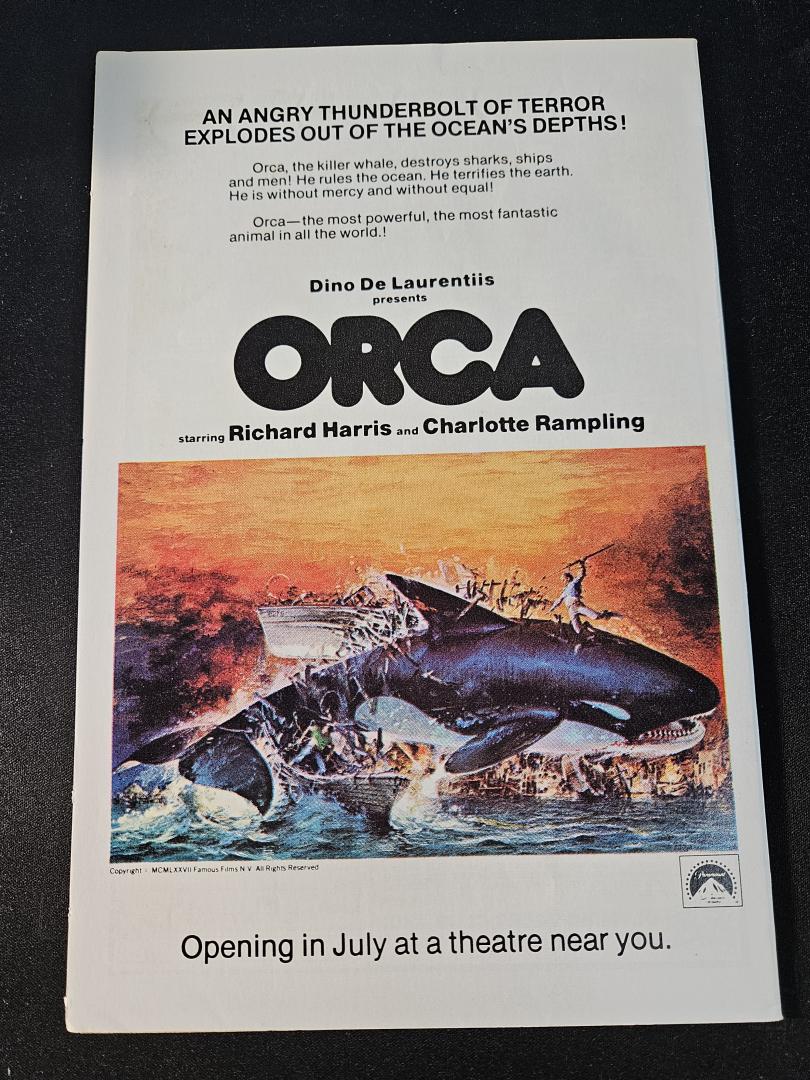 AN ANGRY THUNDERBOLT OF TERROR
EXPLODES OUT OF THE OCEAN'S DEPTHS!
Orca, the killer whale, destroys sharks, ships
and men! He rules the ocean. He terrifies the earth.
He is without mercy and without equal!
Orca—the most powerful, the most fantastic
animal in all the world.!
Dino De Laurentiis
presents
ORCA
starring Richard Harris and Charlotte Rampling
Copyright © MCMLXXVII Famous Films N.V. All Rights Reserved
Paramount
Opening in July at a theatre near you.